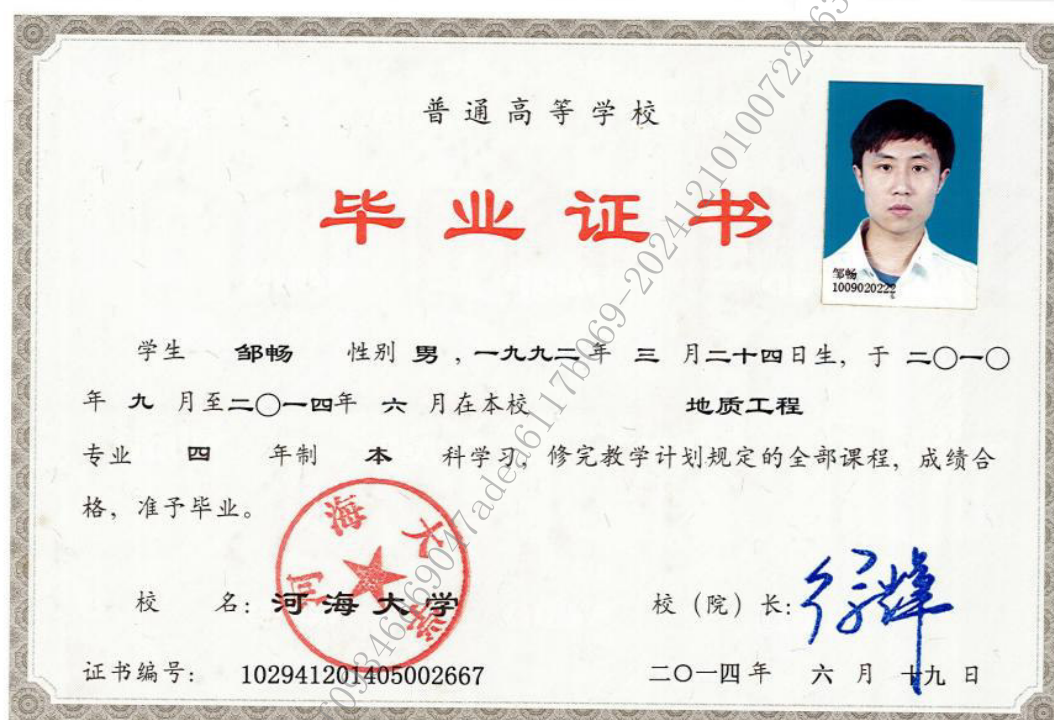 普通高等学校
毕业证书
邹畅
1009020222
学生 邹畅 性别 男 ,一九九二年 三 月二十四日生, 于 二〇一〇
年 九 月至二〇一四年 六 月在本校 地质工程
专业 四 年制 本 科学习, 修完教学计划规定的全部课程, 成绩合
格, 准予毕业。
河海大学
校 名: 河海大学 校(院)长:
证书编号: 102941201405002667 二〇一四年 六 月 十九 日